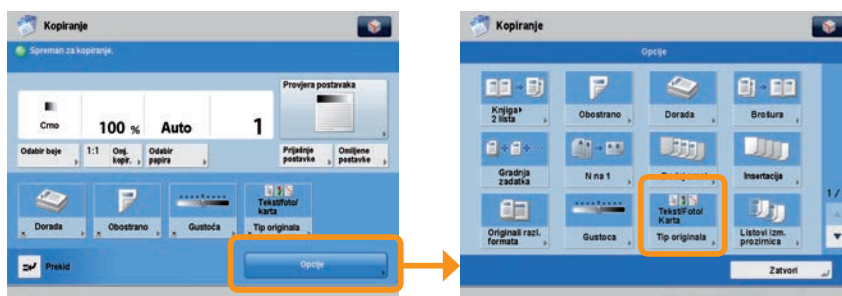 Kopiranje
Spreman za kopiranje.
Provjera postavaka
Crno
100 %
Auto
1
Odabir boje
1:1
Omj. kopir.
Odabir papira
Prijašnje postavke
Omiljene postavke
Dorada
Obostrano
Gustoća
Tekst/foto/
karta
Tip originala
Prekid
Opcije
Kopiranje
Opcije
Knjiga
2 lista
Obostrano
Dorada
Brošura
Gradnja
zadatka
N na 1
Insertacija
Originali razl.
formata
Gustoca
Tekst/Foto/
Karta
Tip originala
Listovi izm.
prozirnica
1/
Zatvori